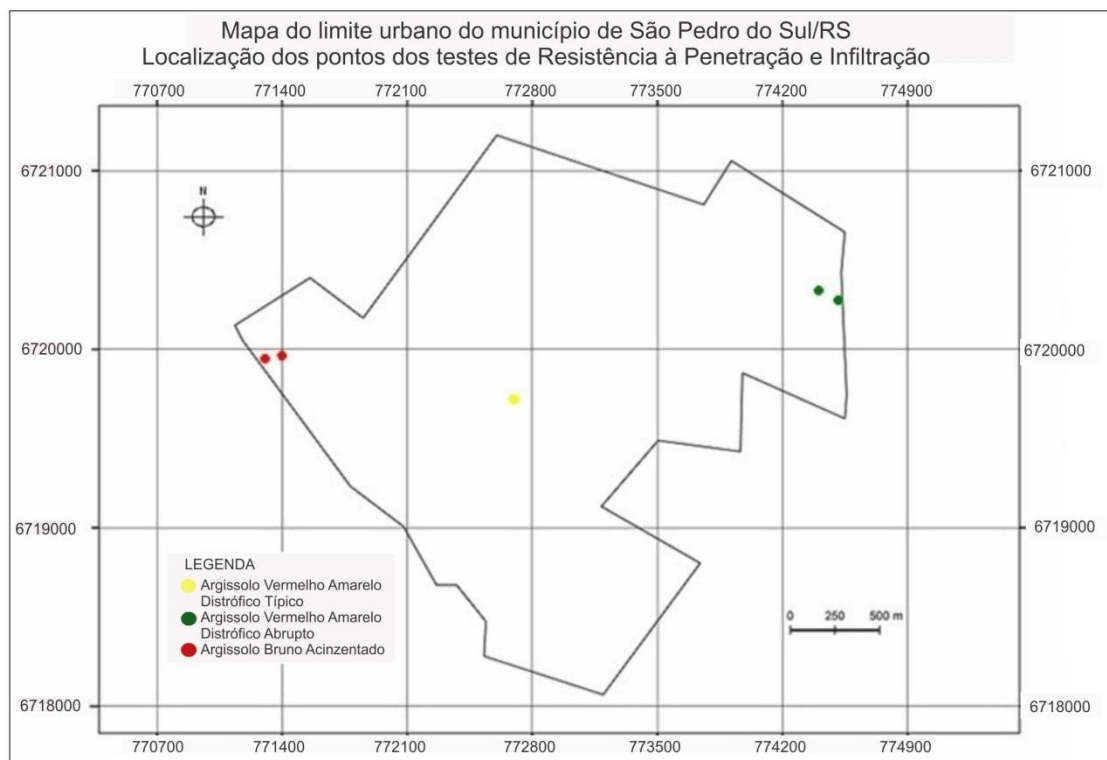 Mapa do limite urbano do município de São Pedro do Sul/RS
Localização dos pontos dos testes de Resistência à Penetração e Infiltração
770700 771400 772100 772800 773500 774200 774900
6721000 6721000
N
6720000 6720000
6719000 6719000
LEGENDA
Argissolo Vermelho Amarelo
Distrófico Típico
Argissolo Vermelho Amarelo
Distrófico Abrupto
Argissolo Bruno Acinzentado
0 250 500 m
6718000 6718000
770700 771400 772100 772800 773500 774200 774900